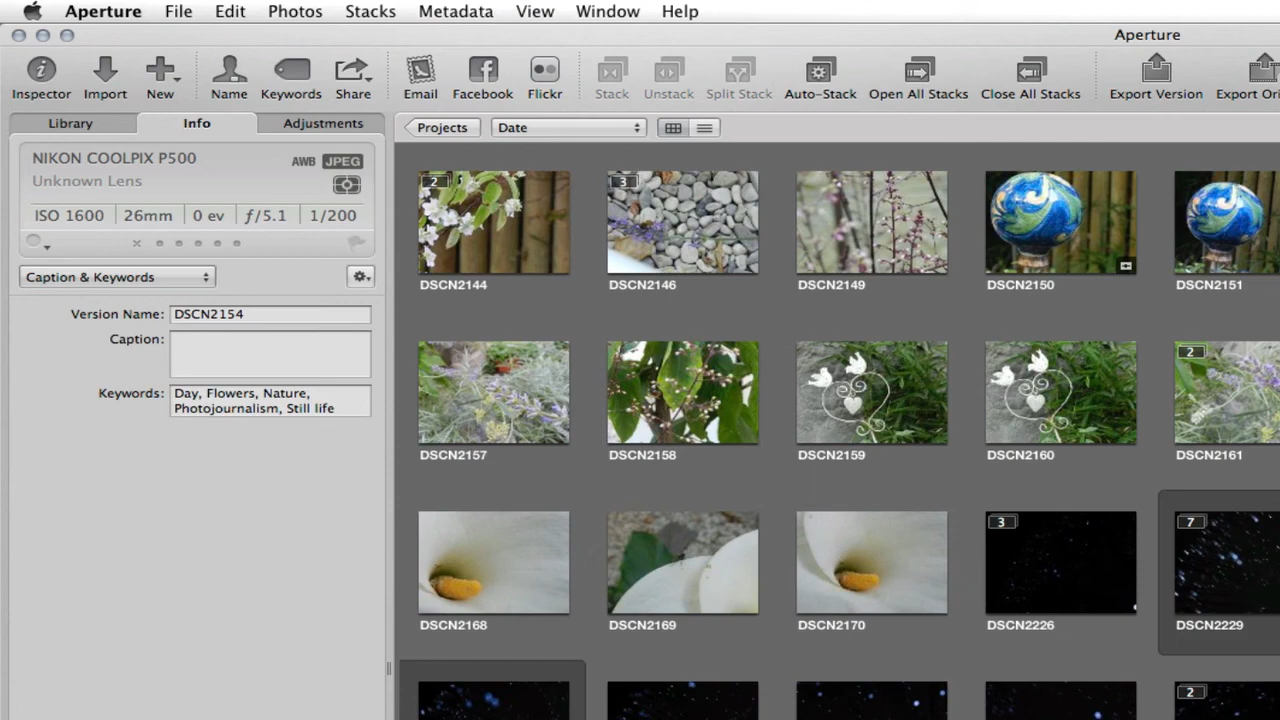 Aperture File Edit Photos Stacks Metadata View Window Help
Aperture
Inspector Import New Name Keywords Share Email Facebook Flickr Stack Unstack Split Stack Auto-Stack Open All Stacks Close All Stacks Export Version Export Ori
Library Info Adjustments
Projects Date
NIKON COOLPIX P500 AWB JPEG
Unknown Lens
ISO 1600 26mm 0 ev ƒ/5.1 1/200
Caption & Keywords
Version Name: DSCN2154
Caption:
Keywords: Day, Flowers, Nature,
Photojournalism, Still life
2 3
DSCN2144 DSCN2146 DSCN2149 DSCN2150 DSCN2151
2
DSCN2157 DSCN2158 DSCN2159 DSCN2160 DSCN2161
3 7
DSCN2168 DSCN2169 DSCN2170 DSCN2226 DSCN2229
2